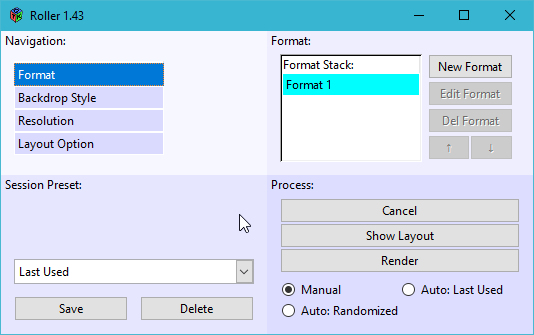 Roller 1.43
Navigation:
Format
Backdrop Style
Resolution
Layout Option
Format:
Format Stack:
Format 1
New Format
Edit Format
Del Format
↑ ↓
Session Preset:
Last Used
Save Delete
Process:
Cancel
Show Layout
Render
Manual Auto: Last Used
Auto: Randomized